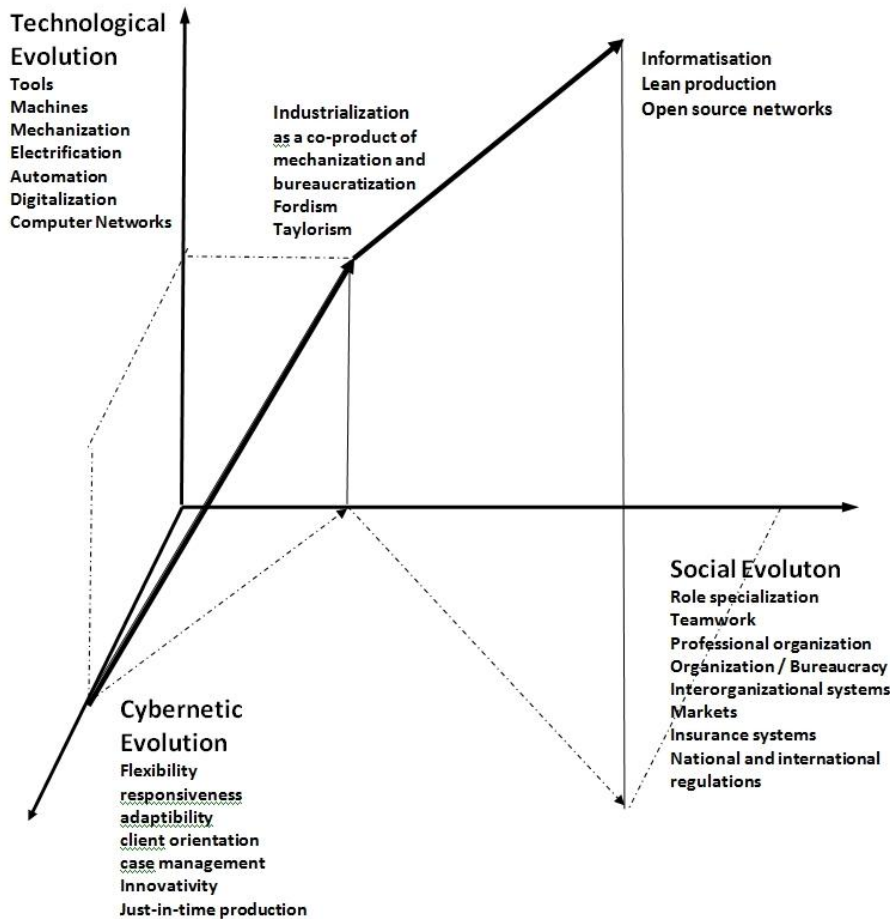 Technological
Evolution
Tools
Machines
Mechanization
Electrification
Automation
Digitalization
Computer Networks
Industrialization
as a co-product of
mechanization and
bureaucratization
Fordism
Taylorism
Informatisation
Lean production
Open source networks
Social Evoluton
Role specialization
Teamwork
Professional organization
Organization / Bureaucracy
Interorganizational systems
Markets
Insurance systems
National and international
regulations
Cybernetic
Evolution
Flexibility
responsiveness
adaptibility
client orientation
case management
Innovativity
Just-in-time production